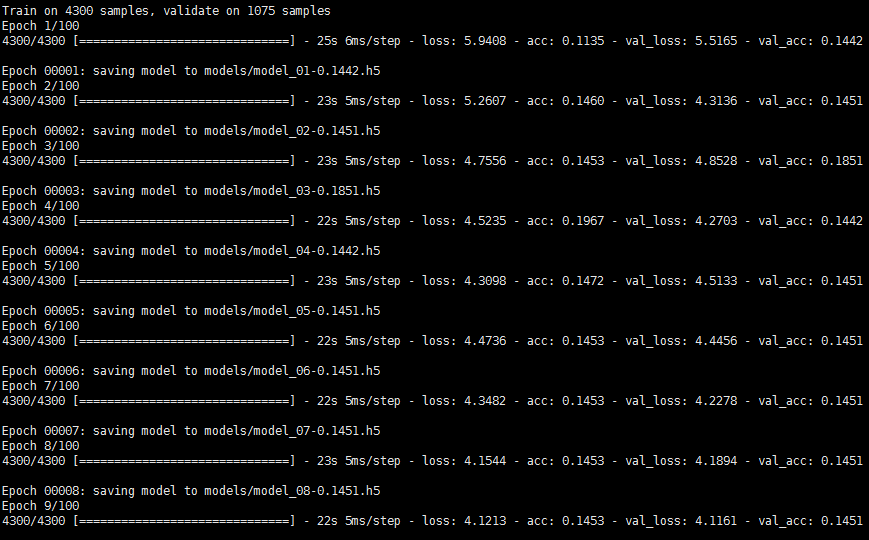 Train on 4300 samples, validate on 1075 samples
Epoch 1/100
4300/4300 [==============================] - 25s 6ms/step - loss: 5.9408 - acc: 0.1135 - val_loss: 5.5165 - val_acc: 0.1442
Epoch 00001: saving model to models/model_01-0.1442.h5
Epoch 2/100
4300/4300 [==============================] - 23s 5ms/step - loss: 5.2607 - acc: 0.1460 - val_loss: 4.3136 - val_acc: 0.1451
Epoch 00002: saving model to models/model_02-0.1451.h5
Epoch 3/100
4300/4300 [==============================] - 23s 5ms/step - loss: 4.7556 - acc: 0.1453 - val_loss: 4.8528 - val_acc: 0.1851
Epoch 00003: saving model to models/model_03-0.1851.h5
Epoch 4/100
4300/4300 [==============================] - 22s 5ms/step - loss: 4.5235 - acc: 0.1967 - val_loss: 4.2703 - val_acc: 0.1442
Epoch 00004: saving model to models/model_04-0.1442.h5
Epoch 5/100
4300/4300 [==============================] - 23s 5ms/step - loss: 4.3098 - acc: 0.1472 - val_loss: 4.5133 - val_acc: 0.1451
Epoch 00005: saving model to models/model_05-0.1451.h5
Epoch 6/100
4300/4300 [==============================] - 22s 5ms/step - loss: 4.4736 - acc: 0.1453 - val_loss: 4.4456 - val_acc: 0.1451
Epoch 00006: saving model to models/model_06-0.1451.h5
Epoch 7/100
4300/4300 [==============================] - 22s 5ms/step - loss: 4.3482 - acc: 0.1453 - val_loss: 4.2278 - val_acc: 0.1451
Epoch 00007: saving model to models/model_07-0.1451.h5
Epoch 8/100
4300/4300 [==============================] - 23s 5ms/step - loss: 4.1544 - acc: 0.1453 - val_loss: 4.1894 - val_acc: 0.1451
Epoch 00008: saving model to models/model_08-0.1451.h5
Epoch 9/100
4300/4300 [==============================] - 22s 5ms/step - loss: 4.1213 - acc: 0.1453 - val_loss: 4.1161 - val_acc: 0.1451